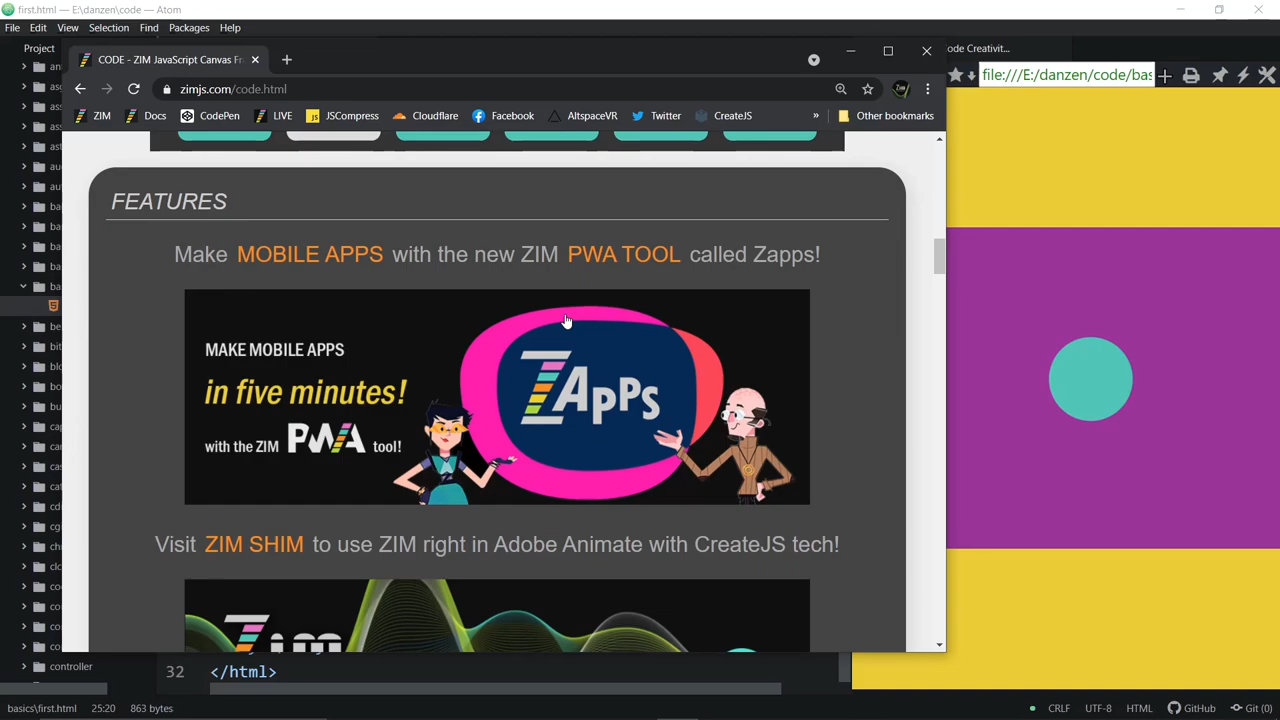 first.html — E:\danzen\code — Atom
File Edit View Selection Find Packages Help
Project
CODE - ZIM JavaScript Canvas Fr
ode Creativit...
zimjs.com/code.html
file:///E:/danzen/code/bas
ZIM Docs CodePen LIVE JSCompress Cloudflare Facebook AltspaceVR Twitter CreateJS » Other bookmarks
FEATURES
Make MOBILE APPS with the new ZIM PWA TOOL called Zapps!
MAKE MOBILE APPS
in five minutes!
with the ZIM PWA tool!
ZAPPS
Visit ZIM SHIM to use ZIM right in Adobe Animate with CreateJS tech!
Zim
controller
32 </html>
basics\first.html 25:20 863 bytes CRLF UTF-8 HTML GitHub Git (0)